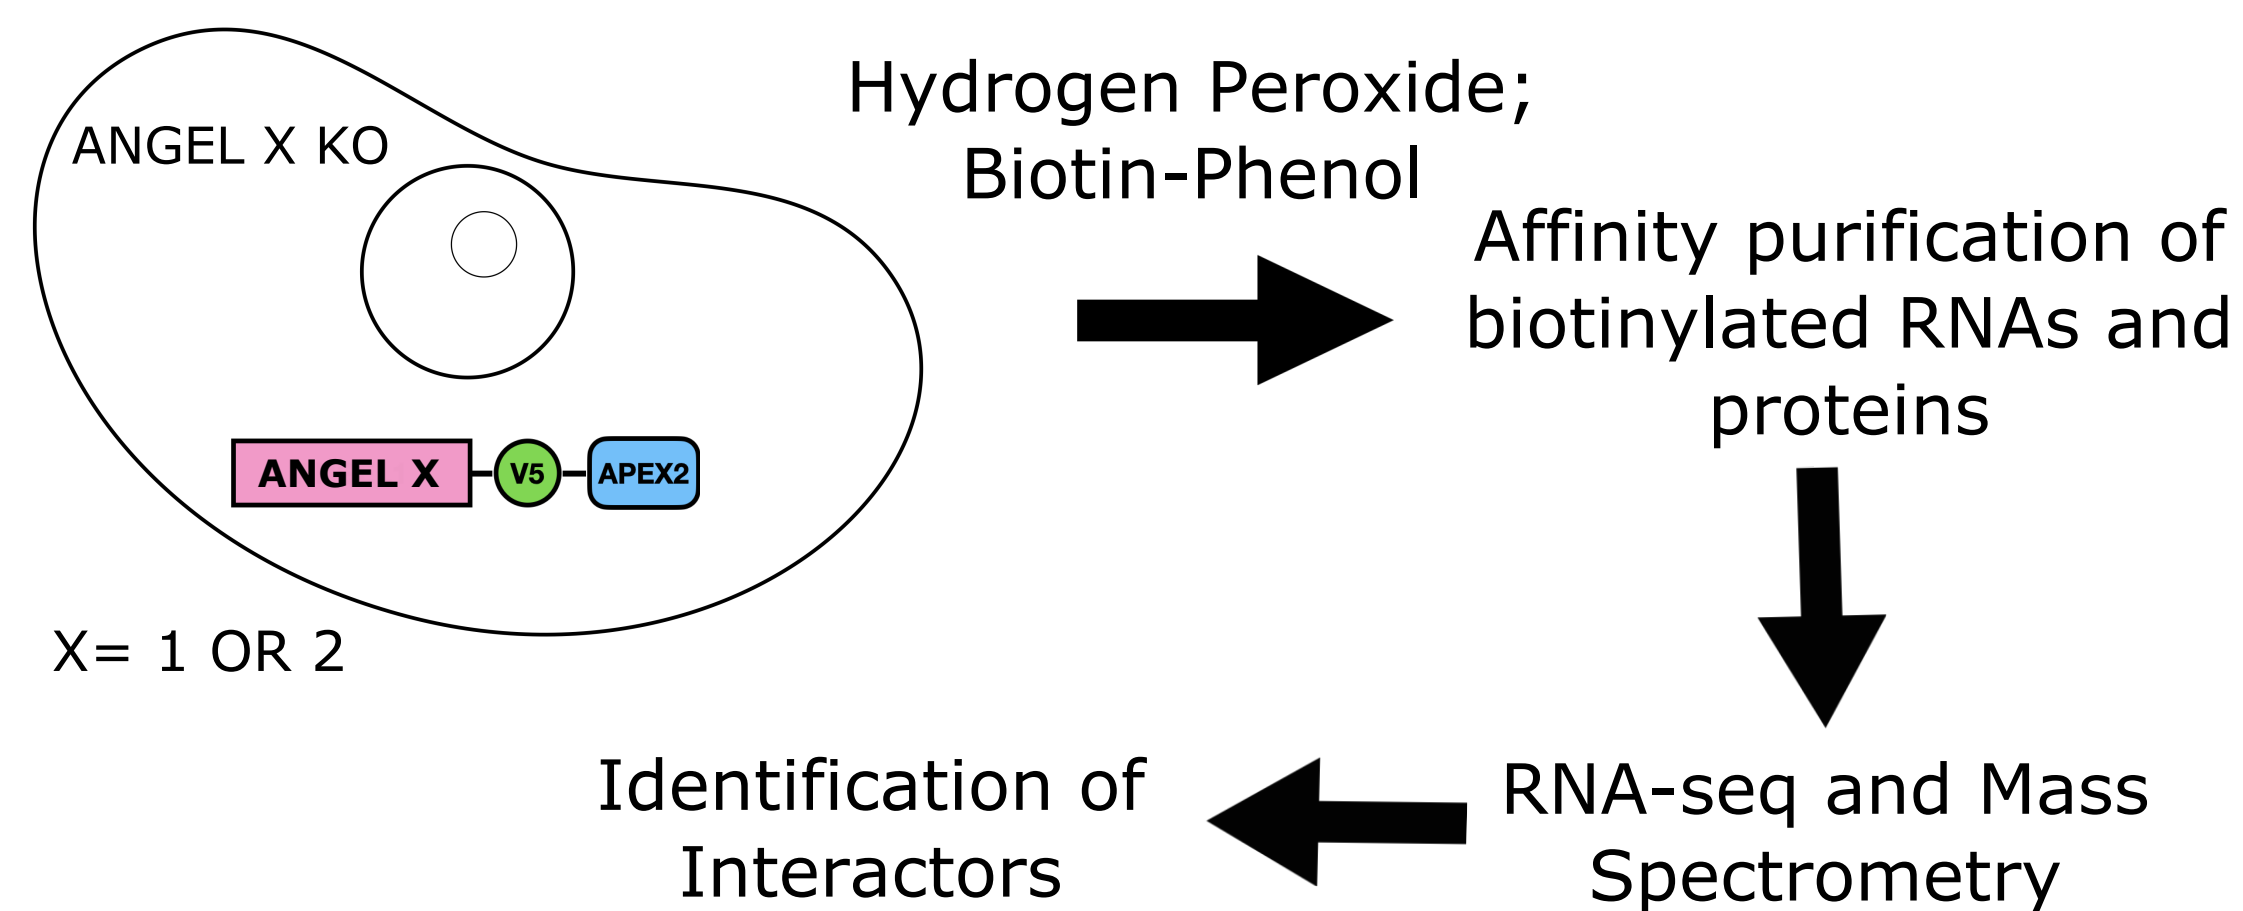 ANGEL X KO
ANGEL X
V5
APEX2
X= 1 OR 2
Hydrogen Peroxide;
Biotin-Phenol
Affinity purification of
biotinylated RNAs and
proteins
RNA-seq and Mass
Spectrometry
Identification of
Interactors